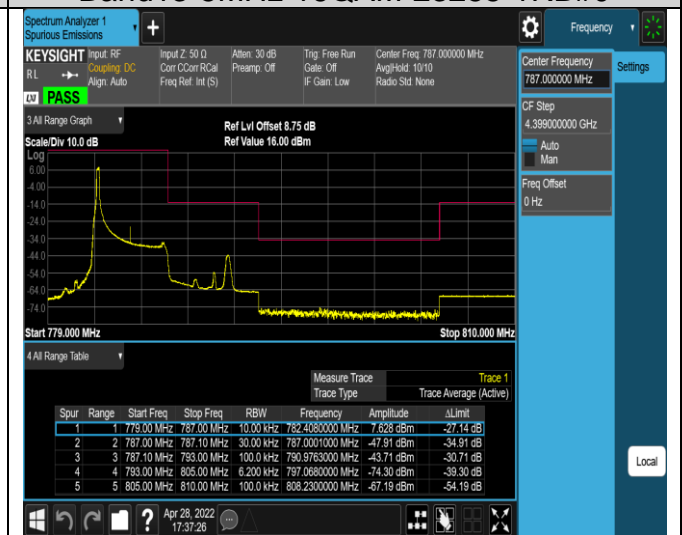 Spectrum Analyzer 1
Spurious Emissions
Frequency
KEYSIGHT
R L
LXI PASS
Input: RF
Coupling: DC
Align: Auto
Input Z: 50 Ω
Corr CCorr RCal
Freq Ref: Int (S)
Atten: 30 dB
Preamp: Off
Trig: Free Run
Gate: Off
IF Gain: Low
Center Freq: 787.000000 MHz
Avg|Hold: 10/10
Radio Std: None
Center Frequency
787.000000 MHz
Settings
CF Step
4.399000000 GHz
Auto
Man
Freq Offset
0 Hz
3 All Range Graph
Scale/Div 10.0 dB
Ref Lvl Offset 8.75 dB
Ref Value 16.00 dBm
Log
6.00
-4.00
-14.0
-24.0
-34.0
-44.0
-54.0
-64.0
-74.0
Start 779.000 MHz
Stop 810.000 MHz
4 All Range Table
Measure Trace Trace 1
Trace Type Trace Average (Active)
Spur Range Start Freq Stop Freq RBW Frequency Amplitude ΔLimit
1 1 779.00 MHz 787.00 MHz 10.00 kHz 782.4080000 MHz 7.628 dBm -27.14 dB
2 2 787.00 MHz 787.10 MHz 30.00 kHz 787.0001000 MHz -47.91 dBm -34.91 dB
3 3 787.10 MHz 793.00 MHz 100.0 kHz 790.9763000 MHz -43.71 dBm -30.71 dB
4 4 793.00 MHz 805.00 MHz 6.200 kHz 797.0680000 MHz -74.30 dBm -39.30 dB
5 5 805.00 MHz 810.00 MHz 100.0 kHz 808.2300000 MHz -67.19 dBm -54.19 dB
Local
Apr 28, 2022
17:37:26